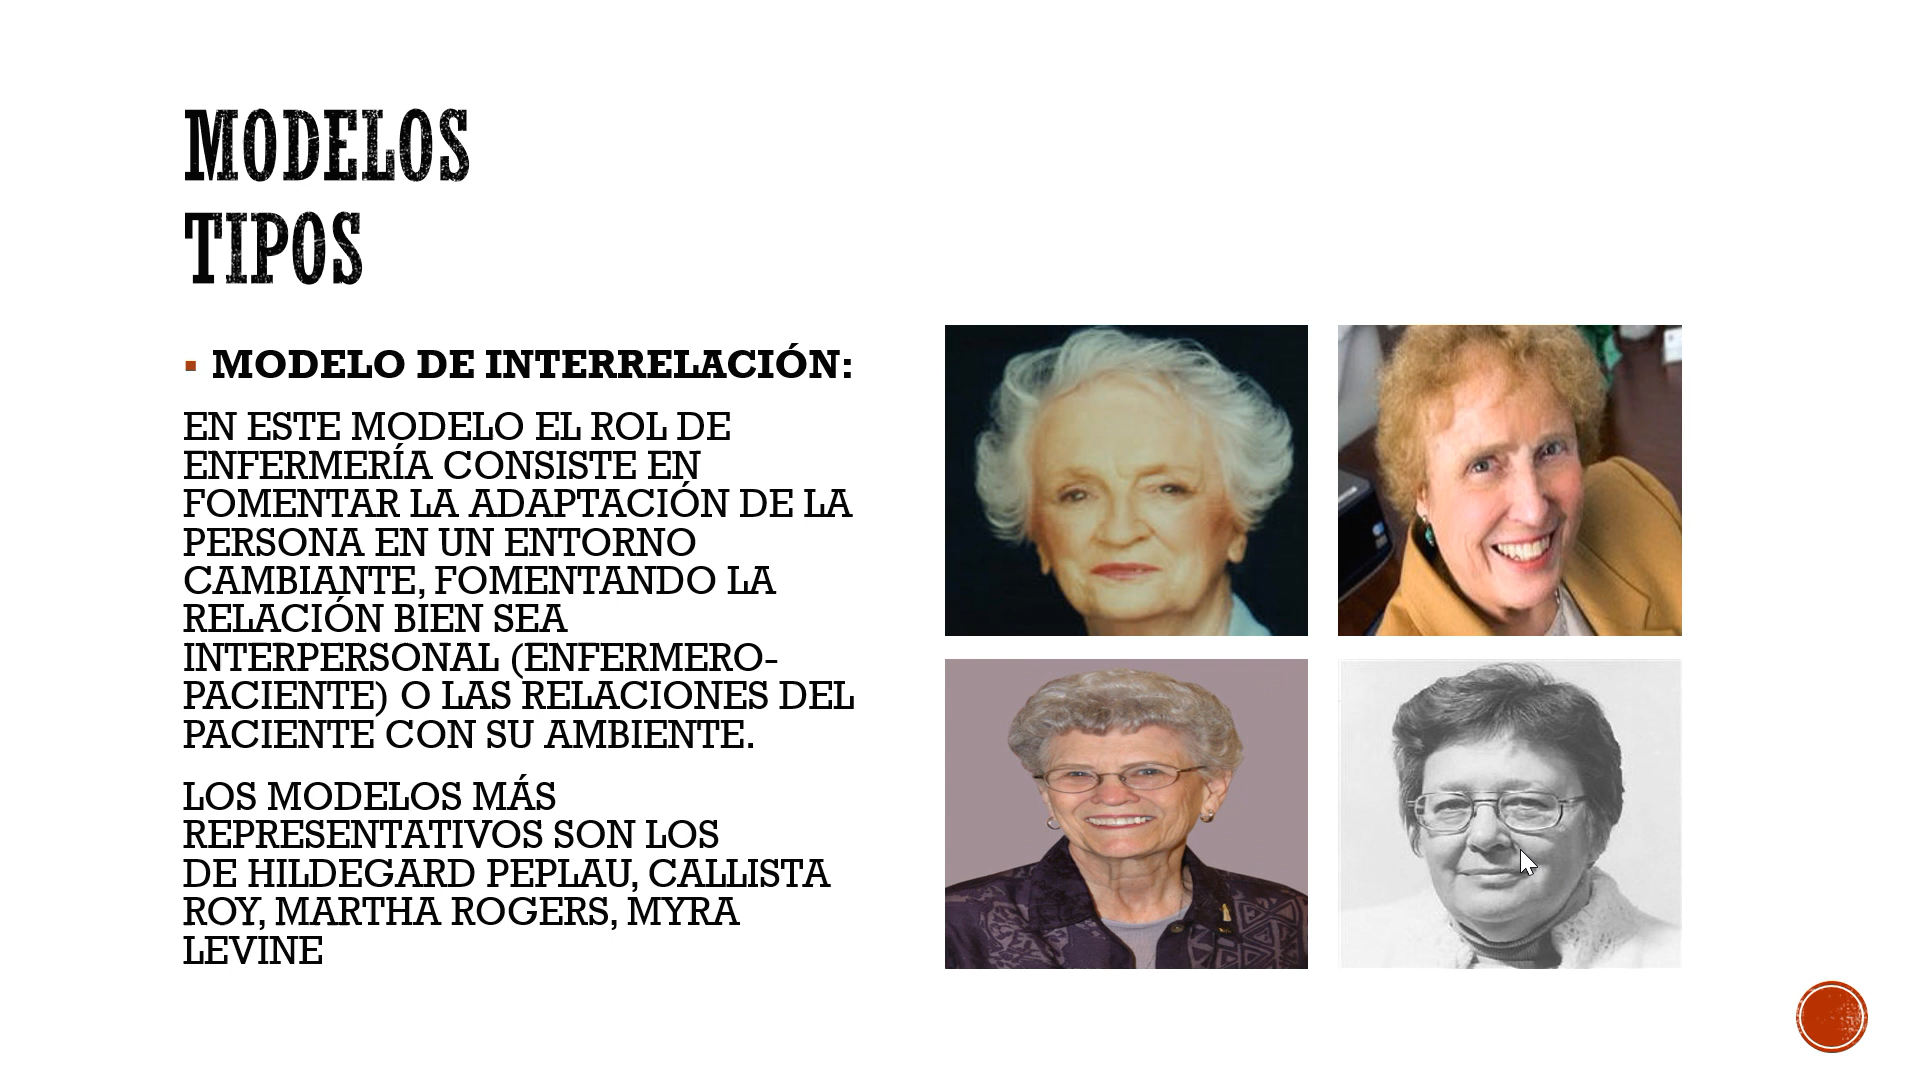 MODELOS
TIPOS
MODELO DE INTERRELACIÓN:
EN ESTE MODELO EL ROL DE
ENFERMERÍA CONSISTE EN
FOMENTAR LA ADAPTACIÓN DE LA
PERSONA EN UN ENTORNO
CAMBIANTE, FOMENTANDO LA
RELACIÓN BIEN SEA
INTERPERSONAL (ENFERMERO-
PACIENTE) O LAS RELACIONES DEL
PACIENTE CON SU AMBIENTE.
LOS MODELOS MÁS
REPRESENTATIVOS SON LOS
DE HILDEGARD PEPLAU, CALLISTA
ROY, MARTHA ROGERS, MYRA
LEVINE